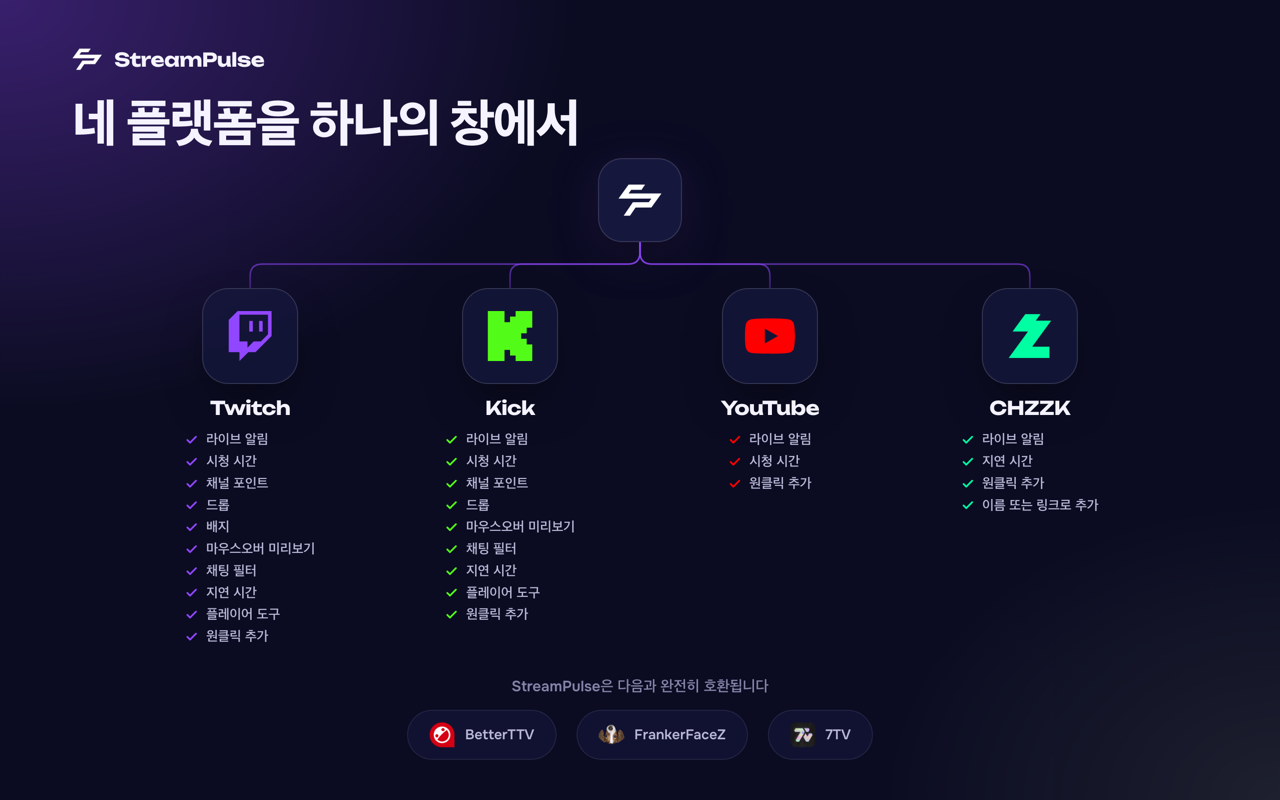 StreamPulse
네 플랫폼을 하나의 창에서
Twitch
라이브 알림
시청 시간
채널 포인트
드롭
배지
마우스오버 미리보기
채팅 필터
지연 시간
플레이어 도구
원클릭 추가
Kick
라이브 알림
시청 시간
채널 포인트
드롭
마우스오버 미리보기
채팅 필터
지연 시간
플레이어 도구
원클릭 추가
YouTube
라이브 알림
시청 시간
원클릭 추가
CHZZK
라이브 알림
지연 시간
원클릭 추가
이름 또는 링크로 추가
StreamPulse은 다음과 완전히 호환됩니다
BetterTTV
FrankerFaceZ
7TV